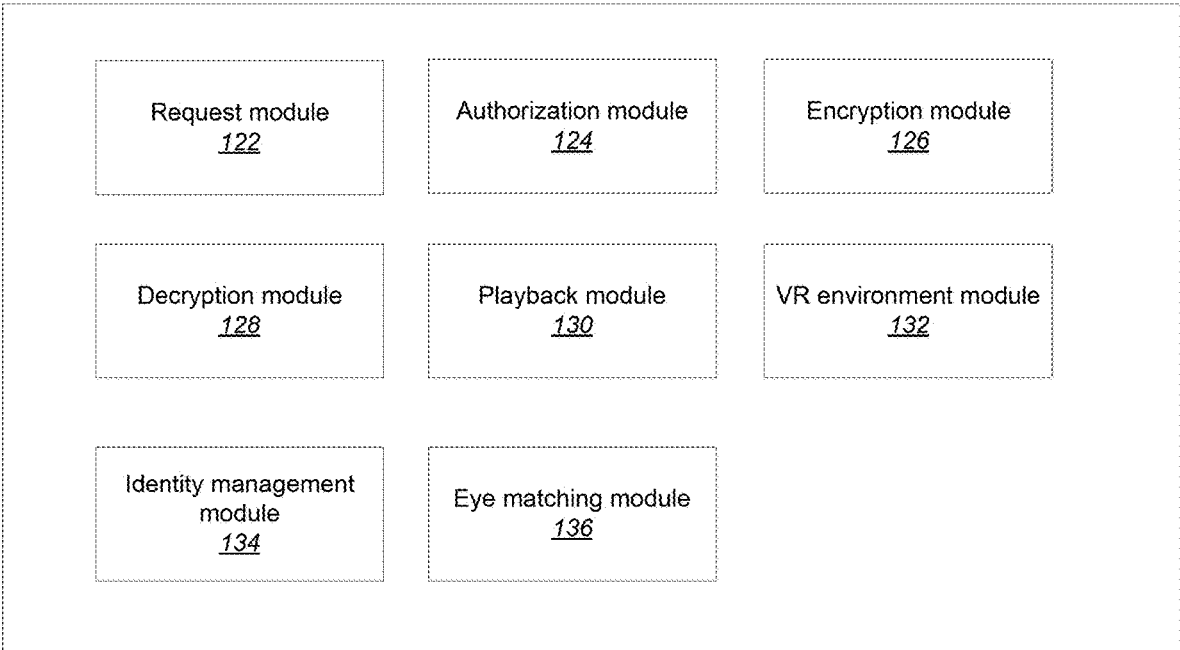 Request module
122
Authorization module
124
Encryption module
126
Decryption module
128
Playback module
130
VR environment module
132
Identity management
module
134
Eye matching module
136